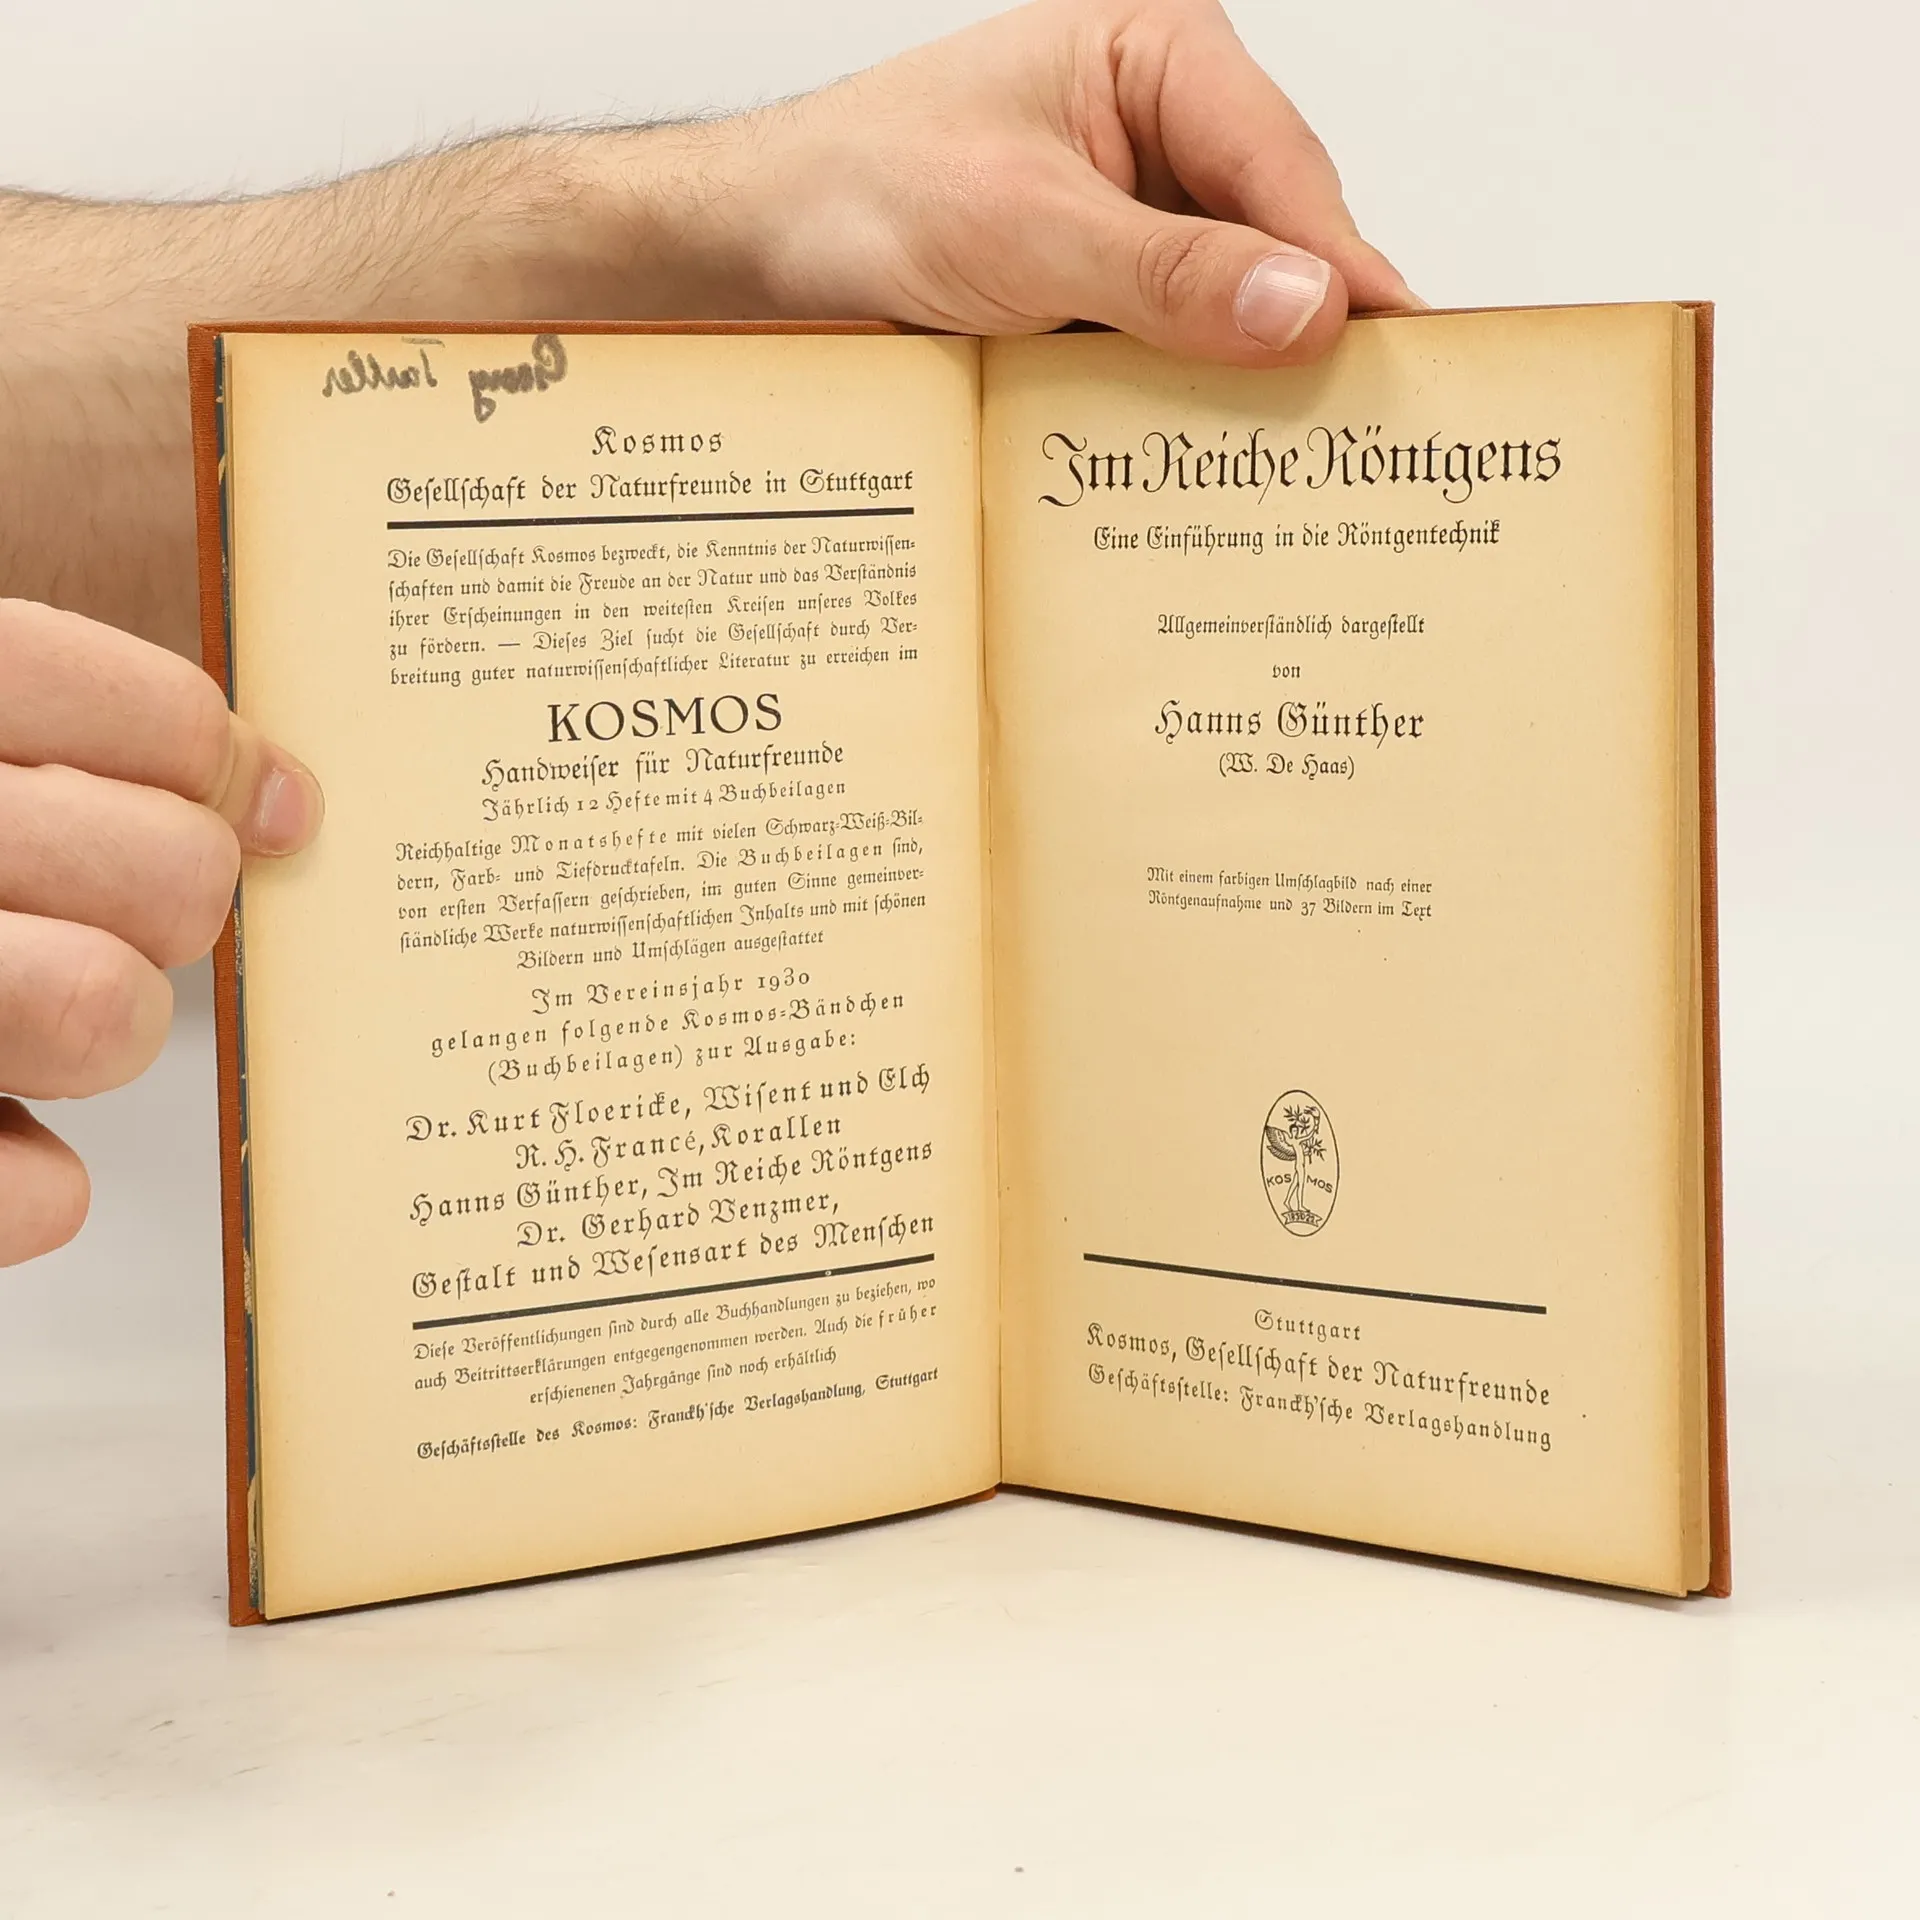 Kosmos
Gesellschaft der Naturfreunde in Stuttgart
Die Gesellschaft Kosmos bezweckt, die Kenntnis der Naturwissen-
schaften und damit die Freude an der Natur und das Verständnis
ihrer Erscheinungen in den weitesten Kreisen unseres Volkes
zu fördern. — Dieses Ziel sucht die Gesellschaft durch Ver-
breitung guter naturwissenschaftlicher Literatur zu erreichen im
KOSMOS
Handweiser für Naturfreunde
Jährlich 12 Hefte mit 4 Buchbeilagen
Reichhaltige Monatshefte mit vielen Schwarz-Weiß-Bil-
dern, Farb- und Tiefdrucktafeln. Die Buchbeilagen sind,
von ersten Verfassern geschrieben, im guten Sinne gemeinver-
ständliche Werke naturwissenschaftlichen Inhalts und mit schönen
Bildern und Umschlägen ausgestattet
Im Vereinsjahr 1930
gelangen folgende Kosmos-Bändchen
(Buchbeilagen) zur Ausgabe:
Dr. Kurt Floericke, Wisent und Elch
R. H. Francé, Korallen
Hanns Günther, Im Reiche Röntgens
Dr. Gerhard Venzmer,
Gestalt und Wesensart des Menschen
Diese Veröffentlichungen sind durch alle Buchhandlungen zu beziehen, wo
auch Beitrittserklärungen entgegengenommen werden. Auch die früher
erschienenen Jahrgänge sind noch erhältlich
Geschäftsstelle des Kosmos: Franckh'sche Verlagshandlung, Stuttgart
Im Reiche Röntgens
Eine Einführung in die Röntgentechnik
Allgemeinverständlich dargestellt
von
Hanns Günther
(W. De Haas)
Mit einem farbigen Umschlagbild nach einer
Röntgenaufnahme und 37 Bildern im Text
KOSMOS
Stuttgart
Kosmos, Gesellschaft der Naturfreunde
Geschäftsstelle: Franckh'sche Verlagshandlung